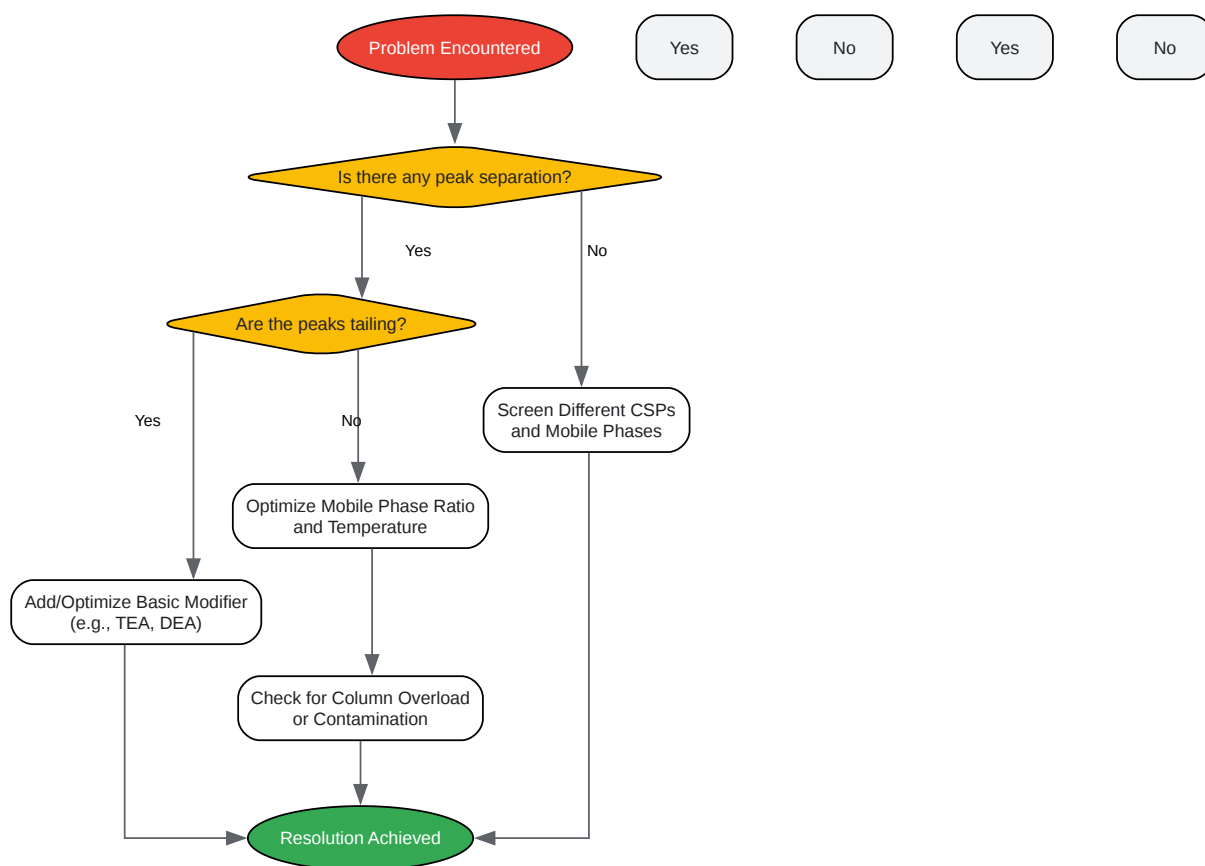 Problem Encountered
Yes
No
Yes
No
Is there any peak separation?
Yes
No
Are the peaks tailing?
Yes
No
Screen Different CSPs
and Mobile Phases
Optimize Mobile Phase Ratio
and Temperature
Add/Optimize Basic Modifier
(e.g., TEA, DEA)
Check for Column Overload
or Contamination
Resolution Achieved